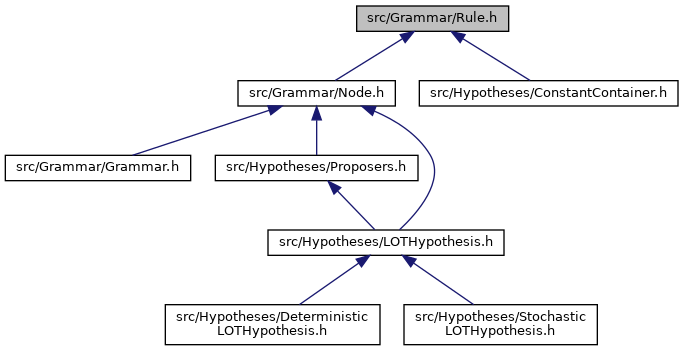 src/Grammar/Rule.h
src/Grammar/Node.h
src/Hypotheses/ConstantContainer.h
src/Grammar/Grammar.h
src/Hypotheses/Proposers.h
src/Hypotheses/LOTHypothesis.h
src/Hypotheses/Deterministic
LOTHypothesis.h
src/Hypotheses/Stochastic
LOTHypothesis.h